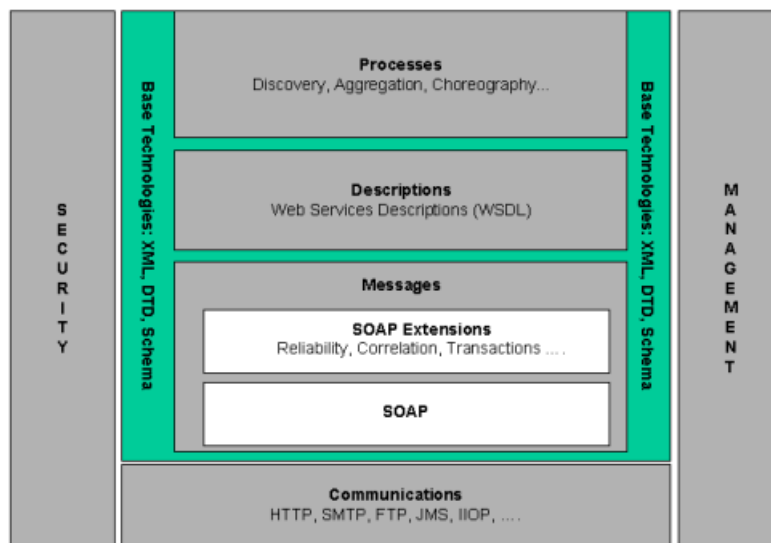 SECURITY
Base Technologies: XML, DTD, Schema
Processes
Discovery, Aggregation, Choreography...
Descriptions
Web Services Descriptions (WSDL)
Messages
SOAP Extensions
Reliability, Correlation, Transactions ....
SOAP
Base Technologies: XML, DTD, Schema
MANAGEMENT
Communications
HTTP, SMTP, FTP, JMS, IIOP, ....